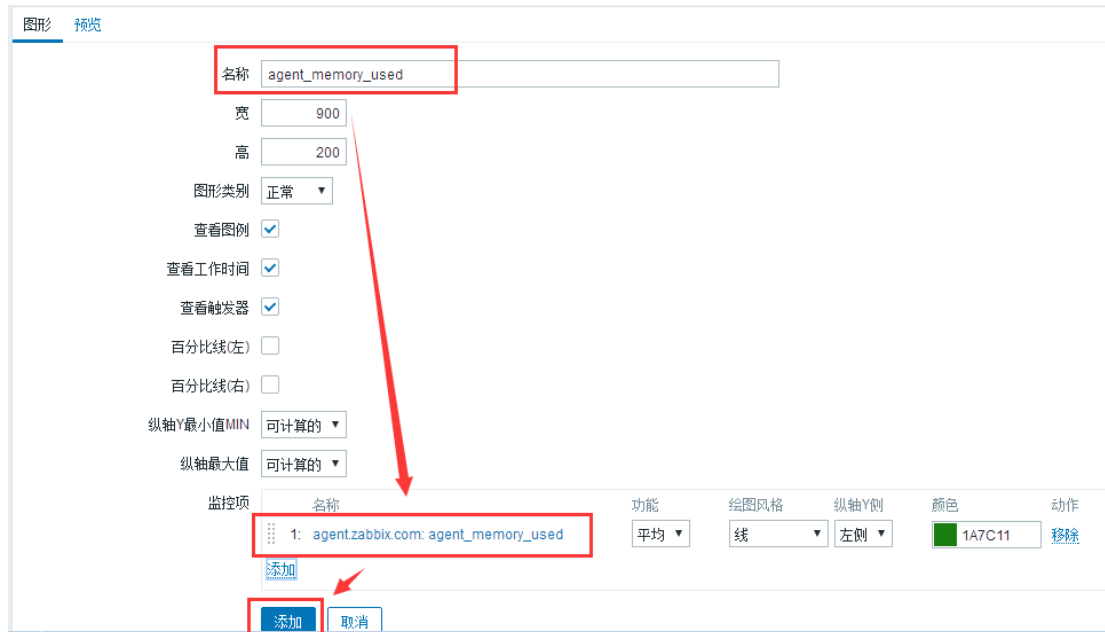 图形 预览
名称 agent_memory_used
宽 900
高 200
图形类别 正常
查看图例
查看工作时间
查看触发器
百分比线(左)
百分比线(右)
纵轴Y最小值MIN 可计算的
纵轴最大值 可计算的
监控项 名称 功能 绘图风格 纵轴Y侧 颜色 动作
1: agent.zabbix.com: agent_memory_used 平均 线 左侧 1A7C11 移除
添加
添加 取消